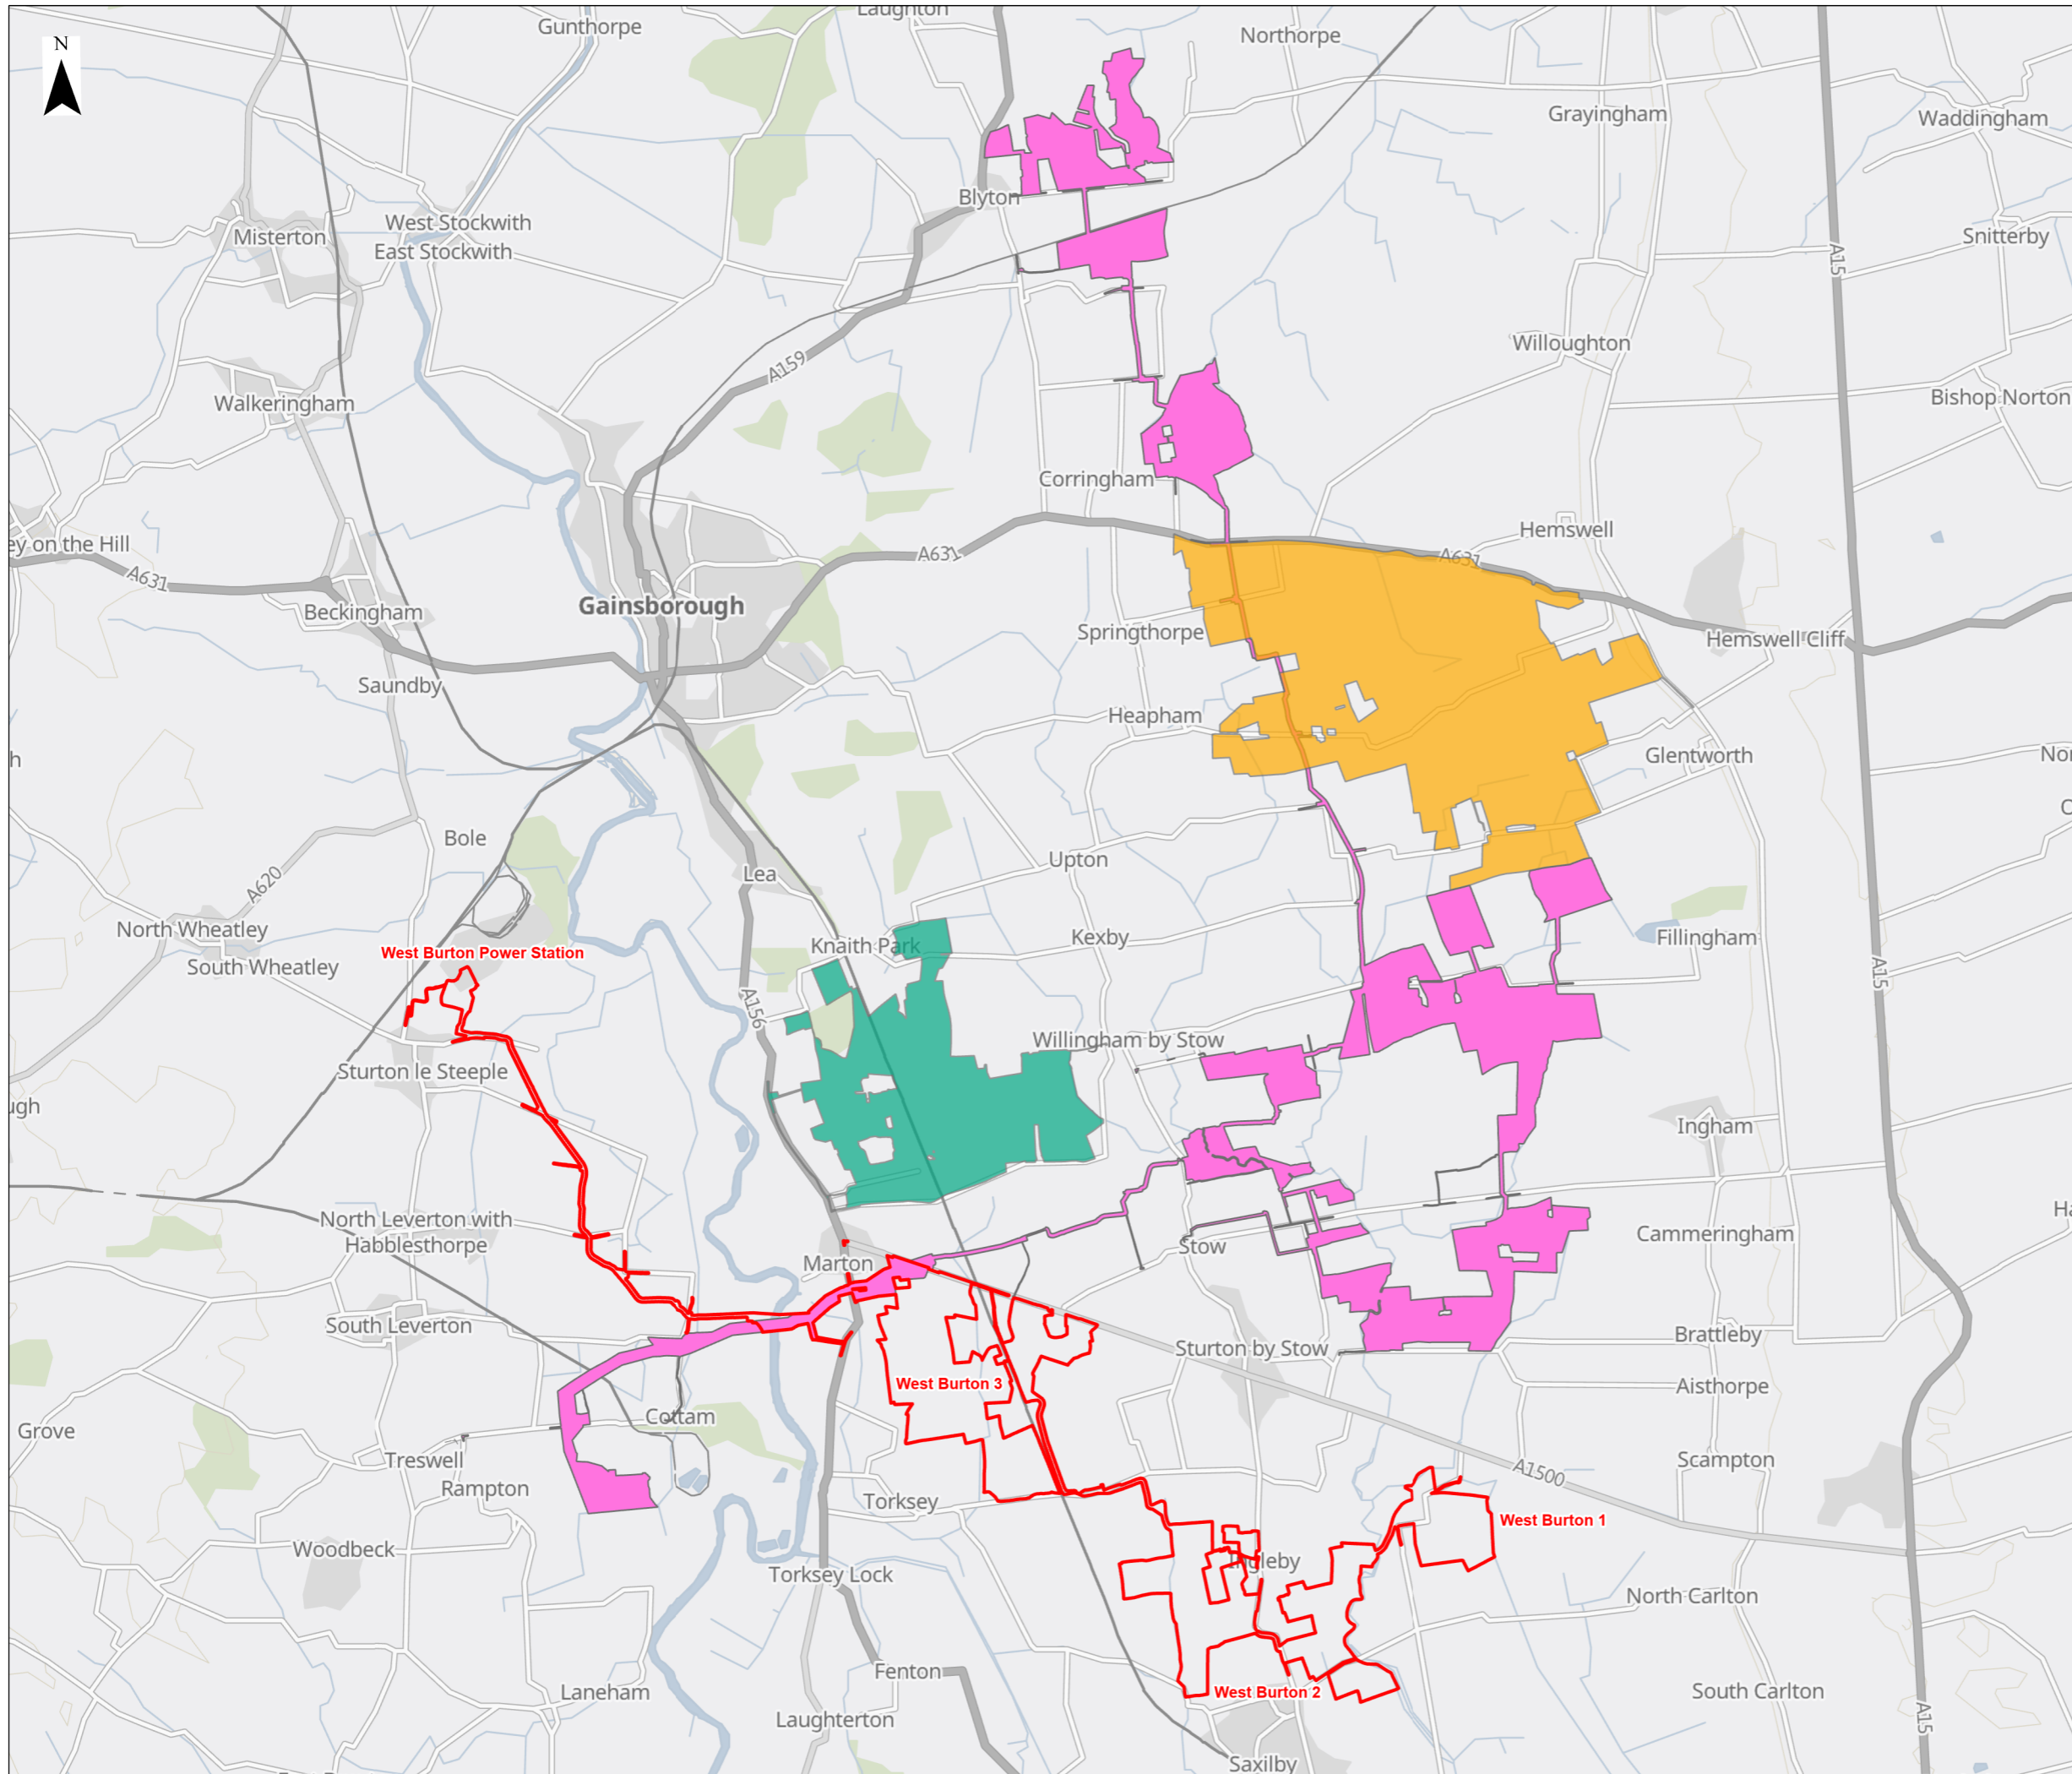 Laughton
Gunthorpe
Northorpe
N
Grayingham
Waddingham
Blyton
West Stockwith
Misterton
East Stockwith
Snitterby
A15
Willoughton
A159
Bishop Norton
Walkeringham
Corringham
Hemswell
ey on the Hill
A631
A631
A631
Gainsborough
Beckingham
Springthorpe
Hemswell Cliff
Saundby
Heapham
Glentworth
h
Nor
Bole
Upton
Lea
A620
North Wheatley
Knaith Park
Kexby
Fillingham
West Burton Power Station
South Wheatley
A15
A156
Willingham by Stow
Sturton le Steeple
ugh
Ingham
North Leverton with
Habblesthorpe
Stow
Cammeringham
Ha
Marton
South Leverton
Sturton by Stow
Brattleby
West Burton 3
Aisthorpe
Cottam
Grove
Treswell
Scampton
A1500
Rampton
Torksey
West Burton 1
Woodbeck
Ingleby
Torksey Lock
North Carlton
Fenton
Laneham
West Burton 2
South Carlton
Laughterton
A15
Saxilby